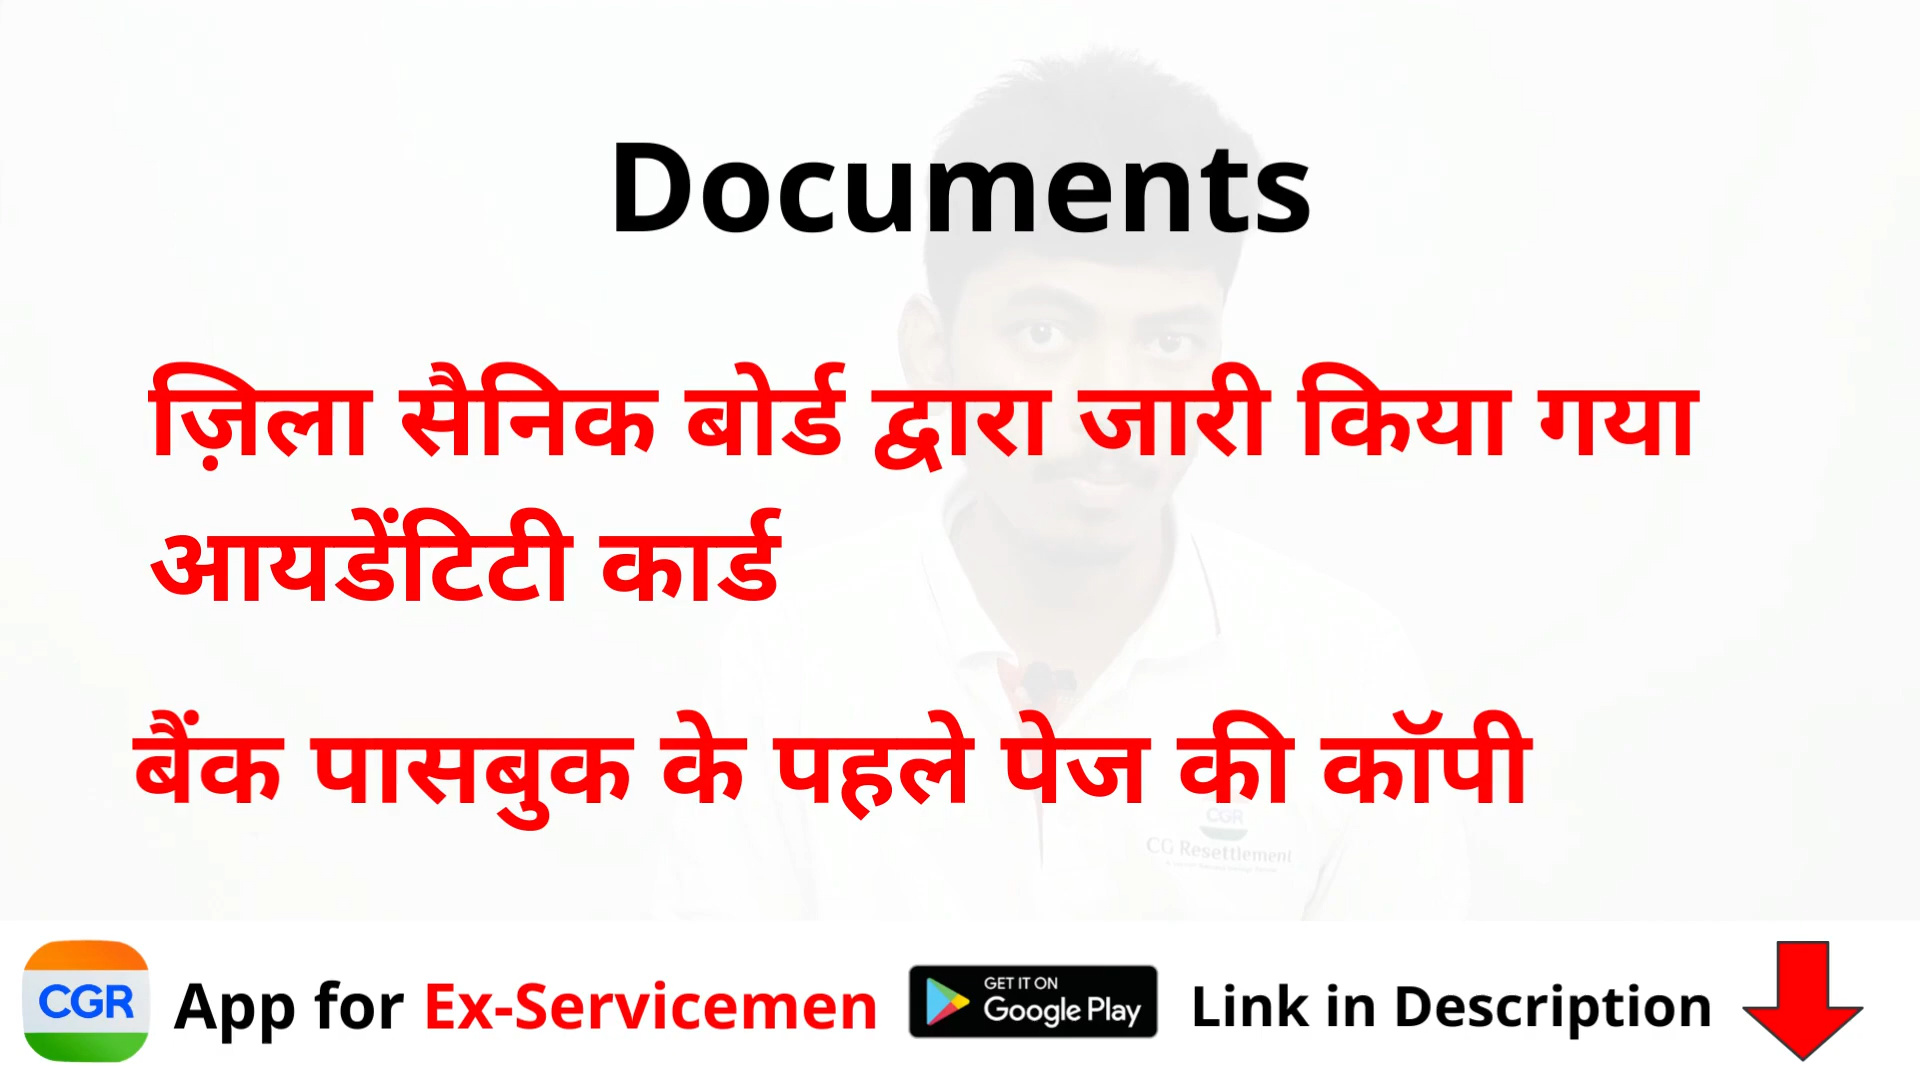 Documents
ज़िला सैनिक बोर्ड द्वारा जारी किया गया
आयडेंटिटी कार्ड
बैंक पासबुक के पहले पेज की कॉपी
CGR
CG Resettlement
CGR
App for Ex-Servicemen
GET IT ON
Google Play
Link in Description